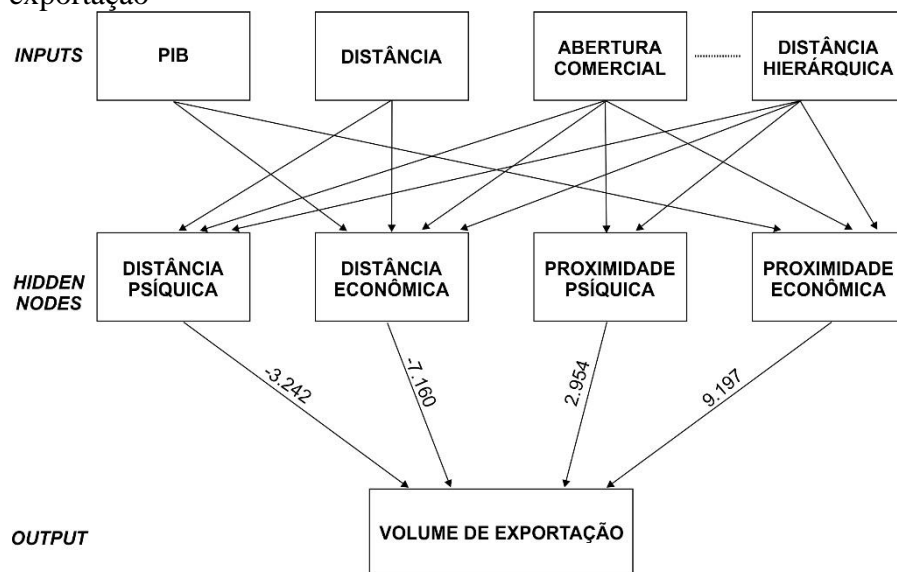 exportação
INPUTS
PIB
DISTÂNCIA
ABERTURA
COMERCIAL
DISTÂNCIA
HIERÁRQUICA
HIDDEN
NODES
DISTÂNCIA
PSÍQUICA
DISTÂNCIA
ECONÔMICA
PROXIMIDADE
PSÍQUICA
PROXIMIDADE
ECONÔMICA
-3.242
-7.160
2.954
9.197
OUTPUT
VOLUME DE EXPORTAÇÃO